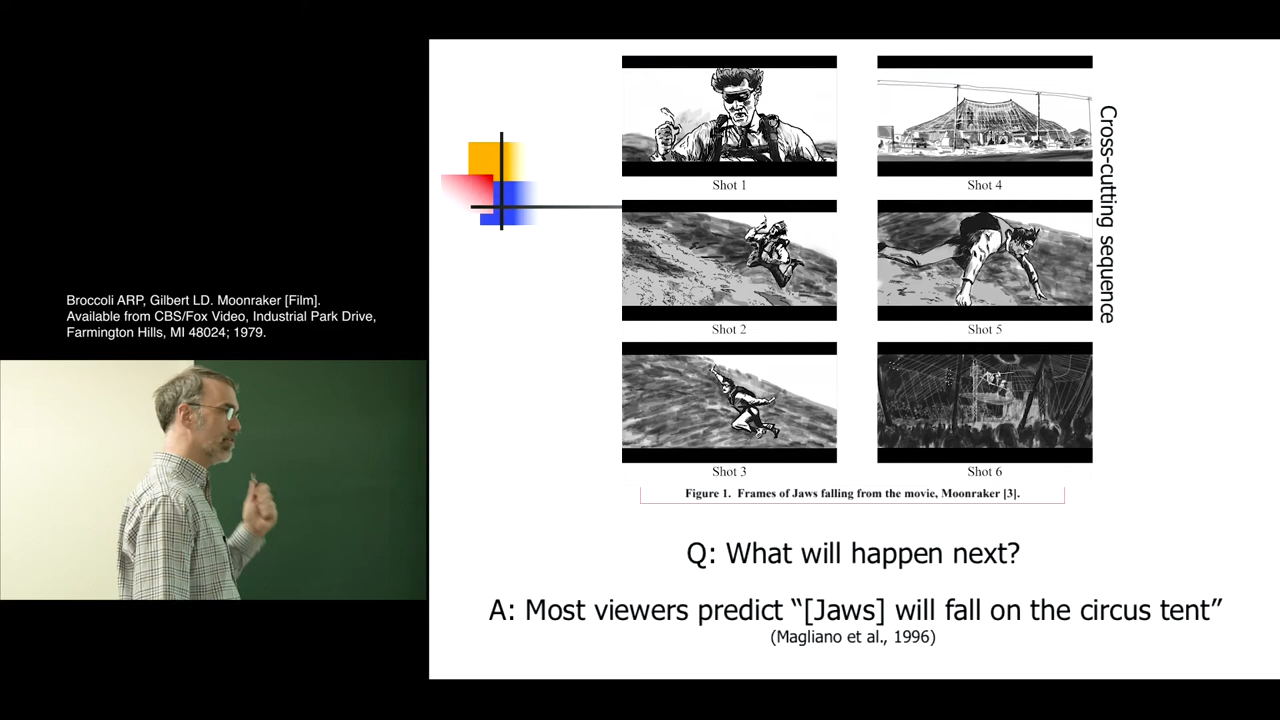 Broccoli ARP, Gilbert LD. Moonraker [Film].
Available from CBS/Fox Video, Industrial Park Drive,
Farmington Hills, MI 48024; 1979.
Shot 1
Shot 4
Shot 2
Shot 5
Shot 3
Shot 6
Cross-cutting sequence
Figure 1. Frames of Jaws falling from the movie, Moonraker [3].
Q: What will happen next?
A: Most viewers predict “[Jaws] will fall on the circus tent”
(Magliano et al., 1996)